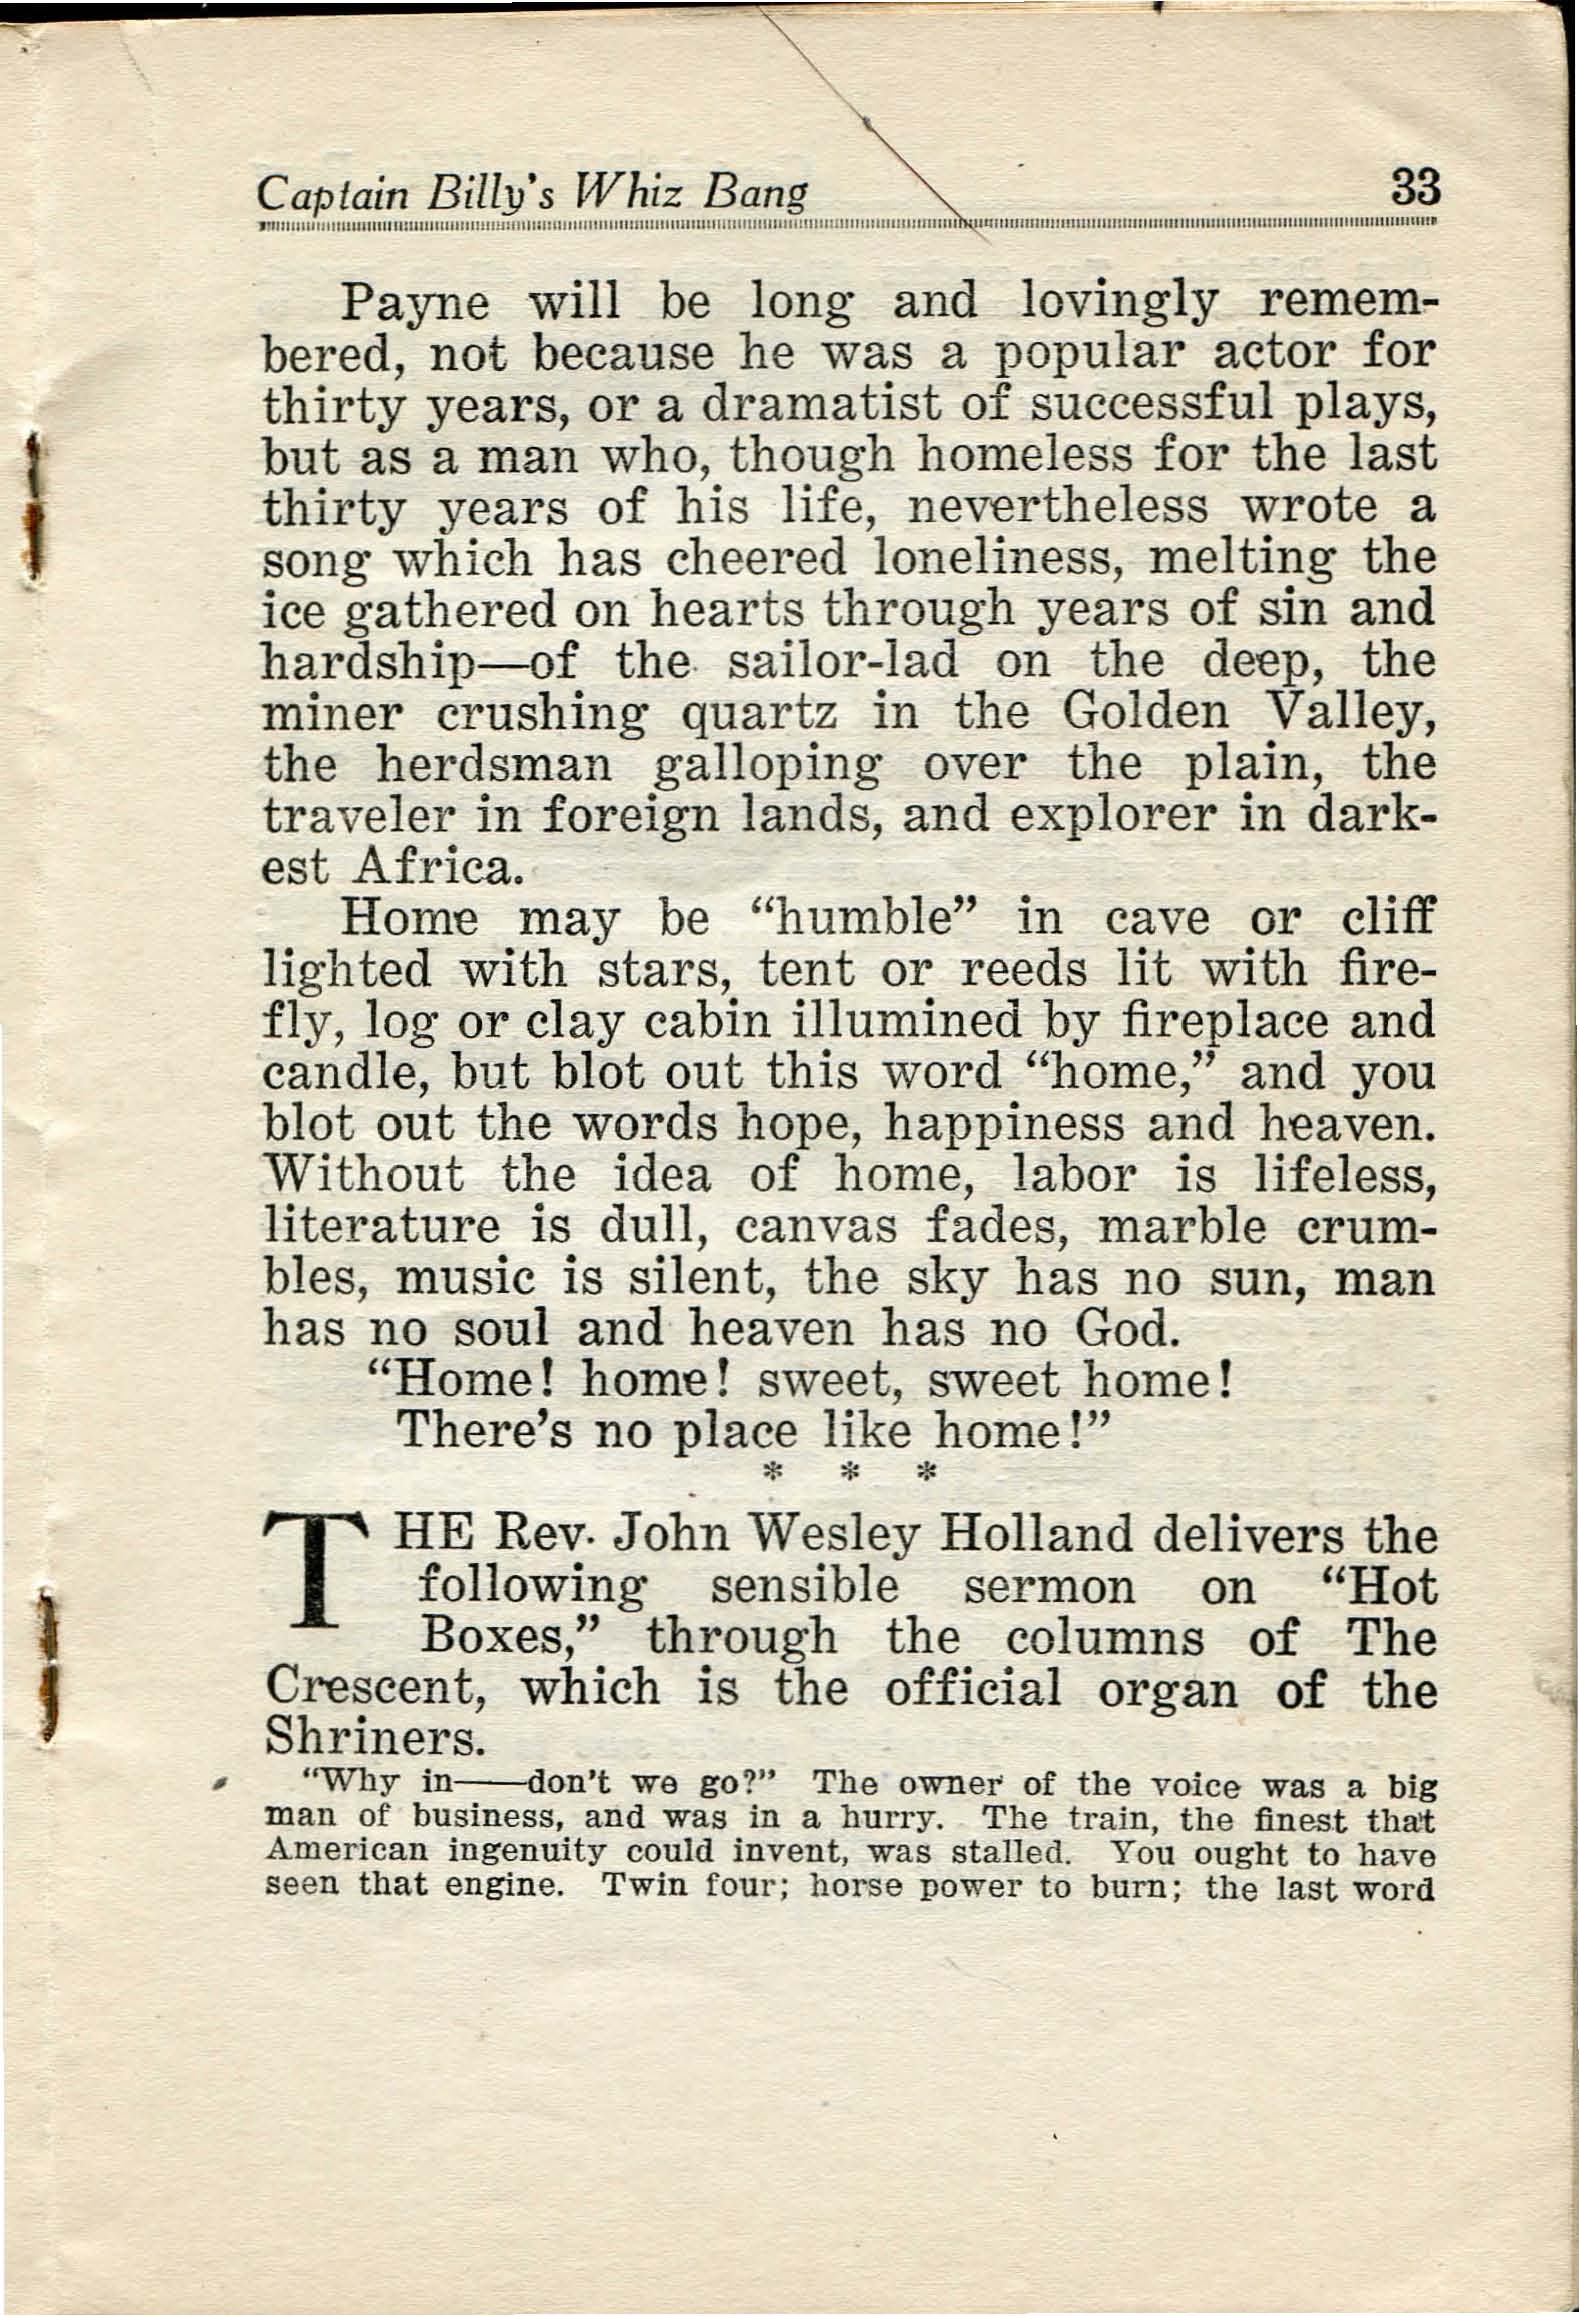 Captain Billy's Whiz Bang 33
Payne will be long and lovingly remem-
bered, not because he was a popular actor for
thirty years, or a dramatist of successful plays,
but as a man who, though homeless for the last
thirty years of his life, nevertheless wrote a
song which has cheered loneliness, melting the
ice gathered on hearts through years of sin and
hardship—of the sailor-lad on the deep, the
miner crushing quartz in the Golden Valley,
the herdsman galloping over the plain, the
traveler in foreign lands, and explorer in dark-
est Africa.
Home may be “humble” in cave or cliff
lighted with stars, tent or reeds lit with fire-
fly, log or clay cabin illumined by fireplace and
candle, but blot out this word “home,” and you
blot out the words hope, happiness and heaven.
Without the idea of home, labor is lifeless,
literature is dull, canvas fades, marble crum-
bles, music is silent, the sky has no sun, man
has no soul and heaven has no God.
“Home! home! sweet, sweet home!
There's no place like home!”
* * *
THE Rev. John Wesley Holland delivers the
following sensible sermon on “Hot
Boxes,” through the columns of The
Crescent, which is the official organ of the
Shriners.
“Why in——don't we go?” The owner of the voice was a big
man of business, and was in a hurry. The train, the finest that
American ingenuity could invent, was stalled. You ought to have
seen that engine. Twin four; horse power to burn; the last word